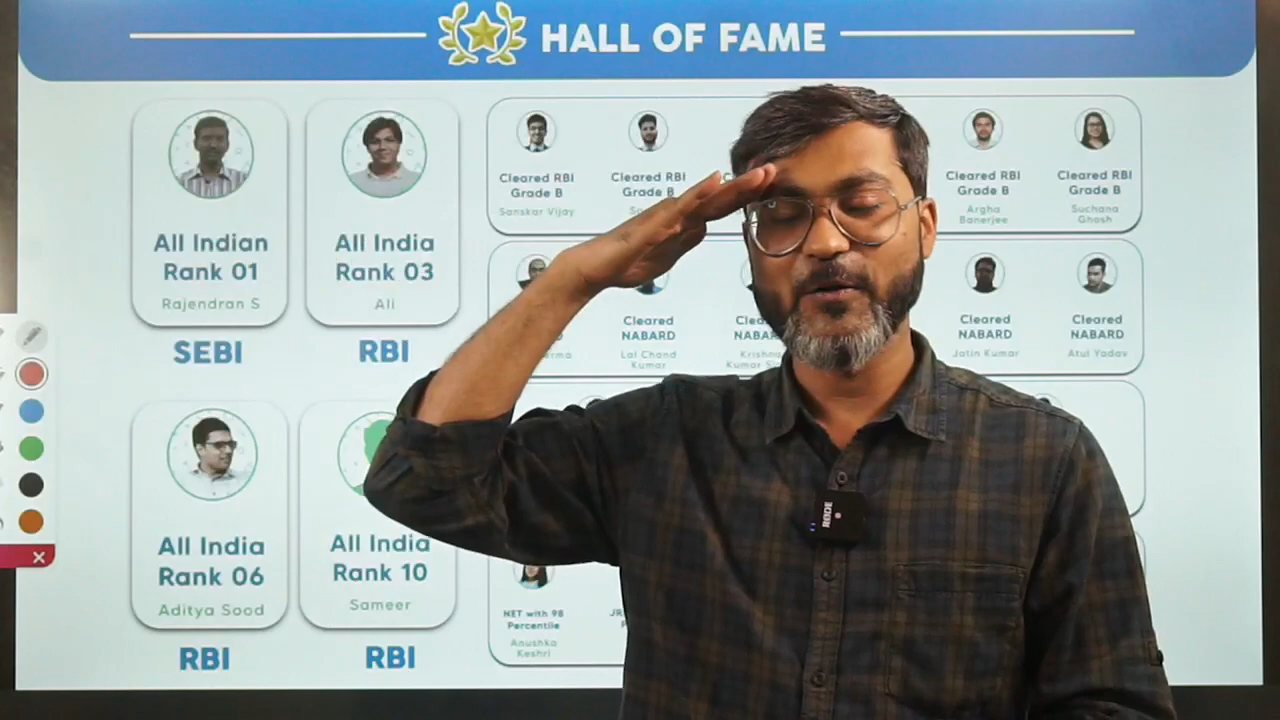 HALL OF FAME
All Indian
Rank 01
Rajendran S
SEBI
All India
Rank 03
Ali
RBI
Cleared RBI
Grade B
Sanskar Vijay
Cleared RBI
Grade B
Cleared RBI
Grade B
Argha
Banerjee
Cleared RBI
Grade B
Suchana
Ghosh
Cleared
NABARD
Lal Chand
Kumar
Krishna
Kumar
Cleared
NABARD
Jatin Kumar
Cleared
NABARD
Atul Yadav
All India
Rank 06
Aditya Sood
RBI
All India
Rank 10
Sameer
RBI
NET with 98
Percentile
Anushka
Keshri
RØDE